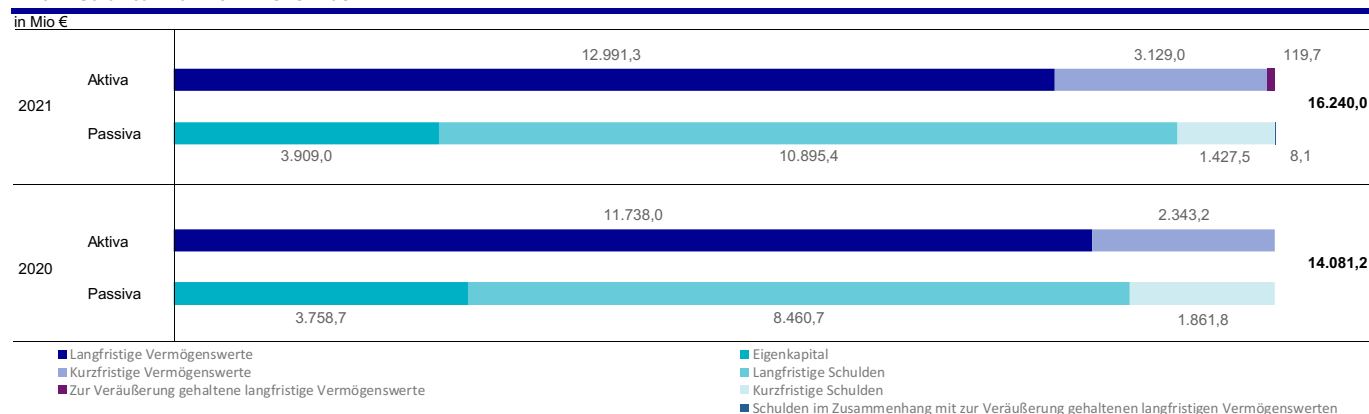 in Mio €
12.991,3 3.129,0 119,7
Aktiva
2021
16.240,0
Passiva
3.909,0 10.895,4 1.427,5 8,1
11.738,0 2.343,2
Aktiva
2020
14.081,2
Passiva
3.758,7 8.460,7 1.861,8
Langfristige Vermögenswerte
Kurzfristige Vermögenswerte
Zur Veräußerung gehaltene langfristige Vermögenswerte
Eigenkapital
Langfristige Schulden
Kurzfristige Schulden
Schulden im Zusammenhang mit zur Veräußerung gehaltenen langfristigen Vermögenswerten